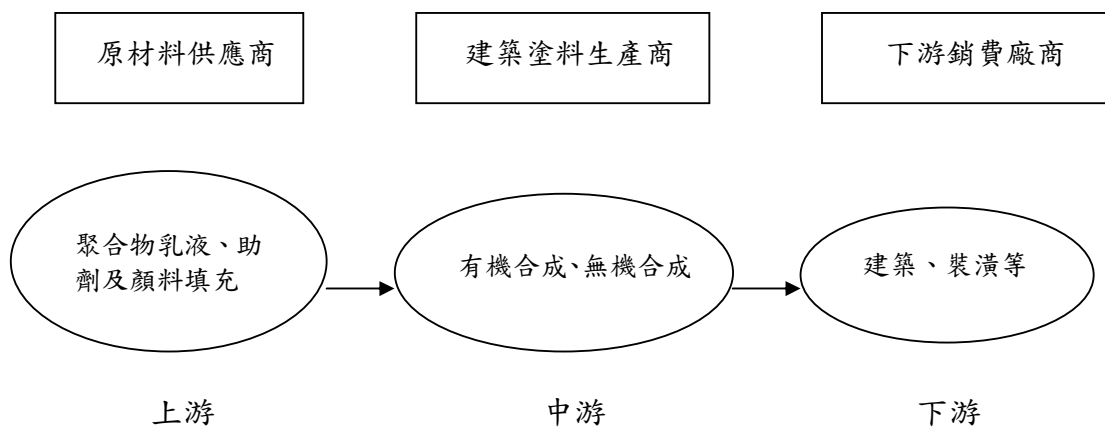 原材料供應商
建築塗料生產商
下游銷費廠商
聚合物乳液、助
劑及顏料填充
有機合成、無機合成
建築、裝潢等
上游
中游
下游